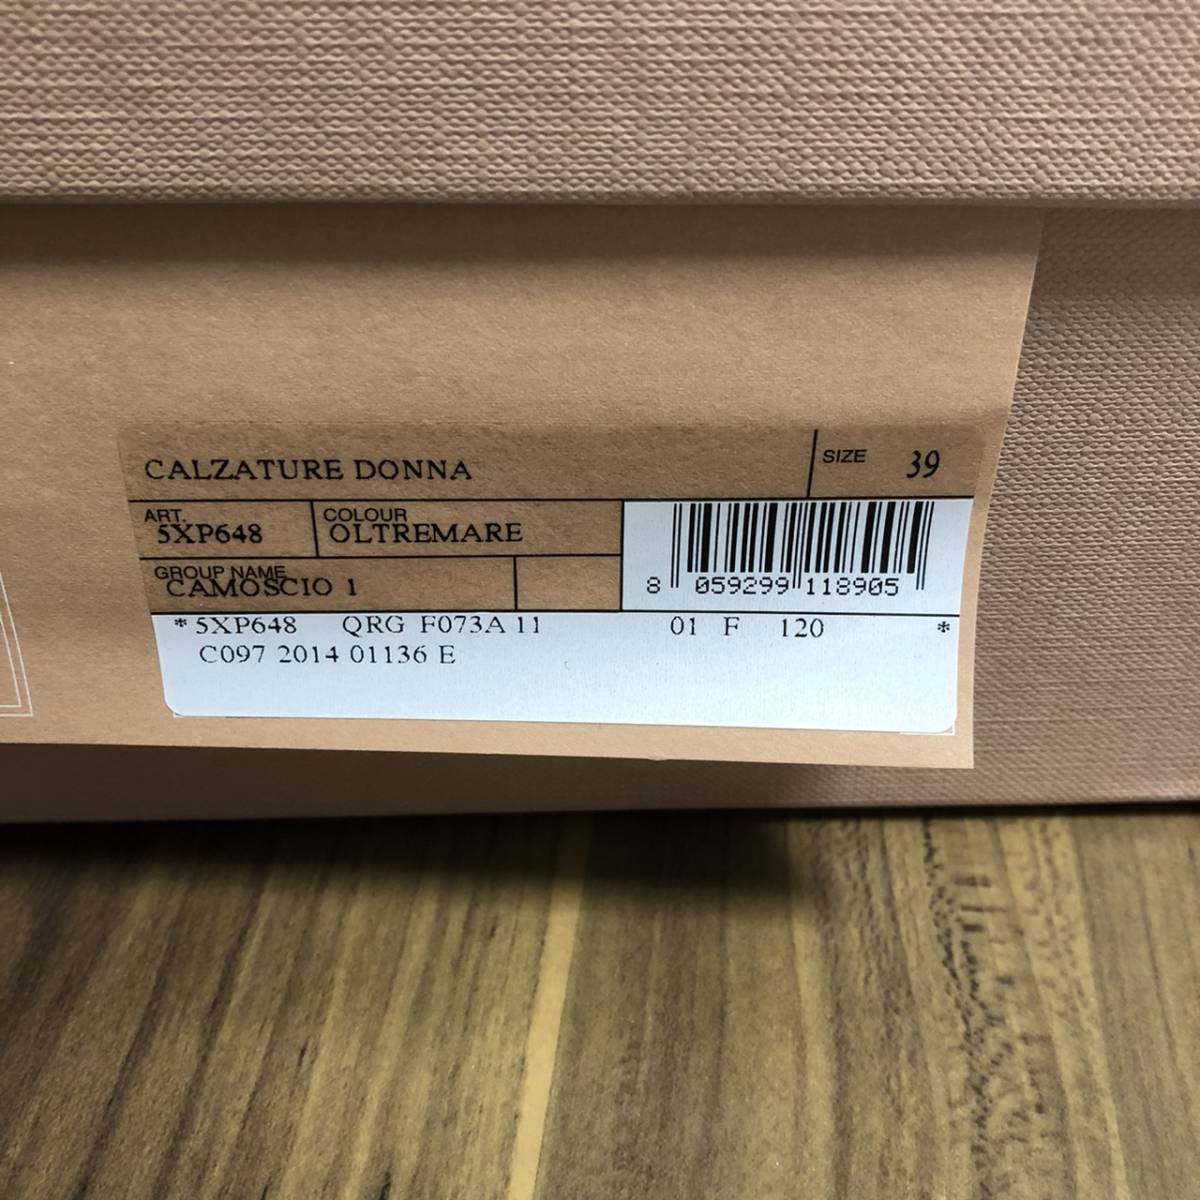 CALZATURE DONNA
SIZE 39
ART. COLOUR
5XP648 OLTREMARE
GROUP NAME
CAMOSCIO 1
8 059299 118905
* 5XP648 QRG F073A 11 01 F 120 *
C097 2014 01136 E